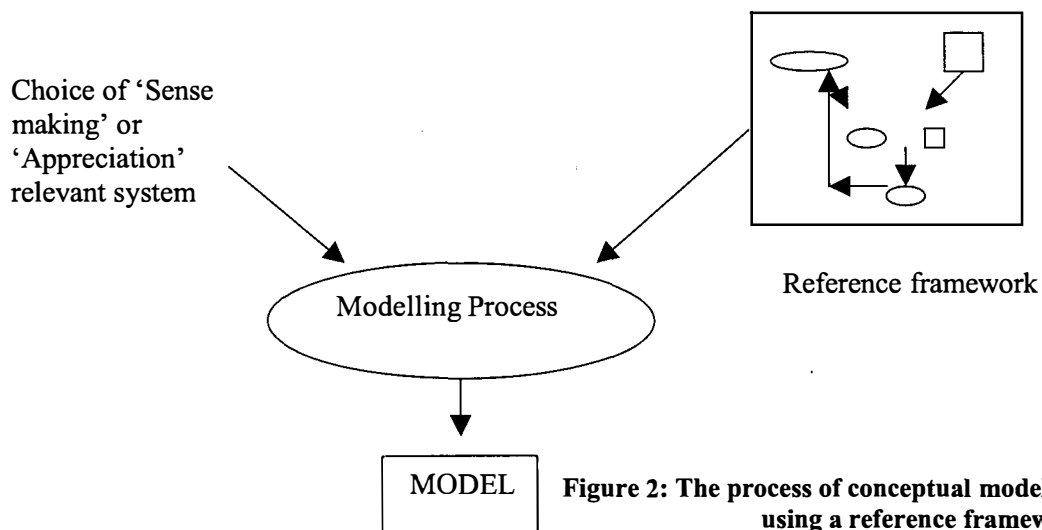 Choice of ‘Sense
making’ or
‘Appreciation’
relevant system
Reference framework
Modelling Process
MODEL
Figure 2: The process of conceptual model
using a reference framew